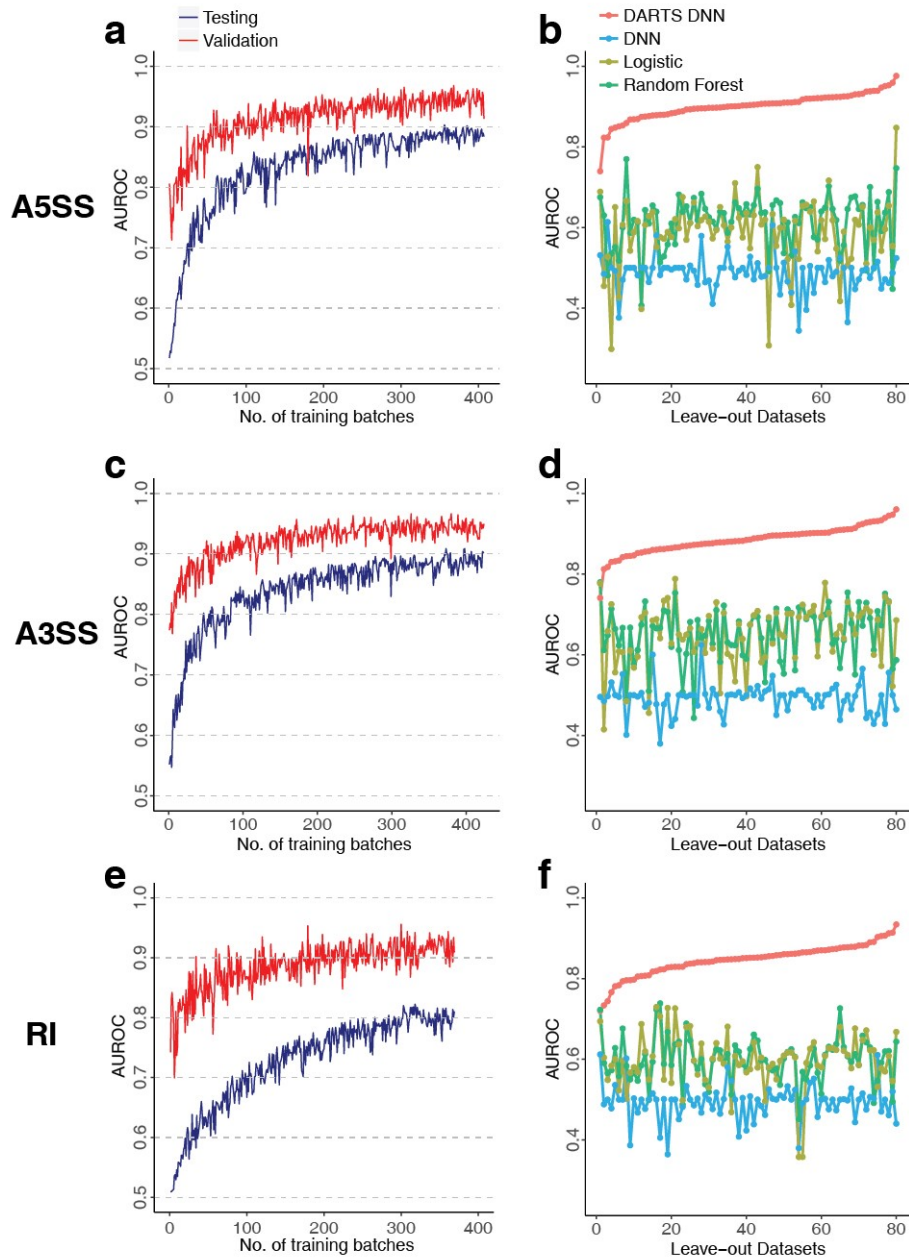 a
Testing
Validation
AUROC
0.5 0.6 0.7 0.8 0.9 1.0
0 100 200 300 400
No. of training batches
b
DARTS DNN
DNN
Logistic
Random Forest
AUROC
0.4 0.6 0.8 1.0
0 20 40 60 80
Leave-out Datasets
A5SS
c
AUROC
0.5 0.6 0.7 0.8 0.9 1.0
0 100 200 300 400
No. of training batches
d
AUROC
0.4 0.6 0.8 1.0
0 20 40 60 80
Leave-out Datasets
A3SS
e
AUROC
0.5 0.6 0.7 0.8 0.9 1.0
0 100 200 300 400
No. of training batches
f
AUROC
0.4 0.6 0.8 1.0
0 20 40 60 80
Leave-out Datasets
RI